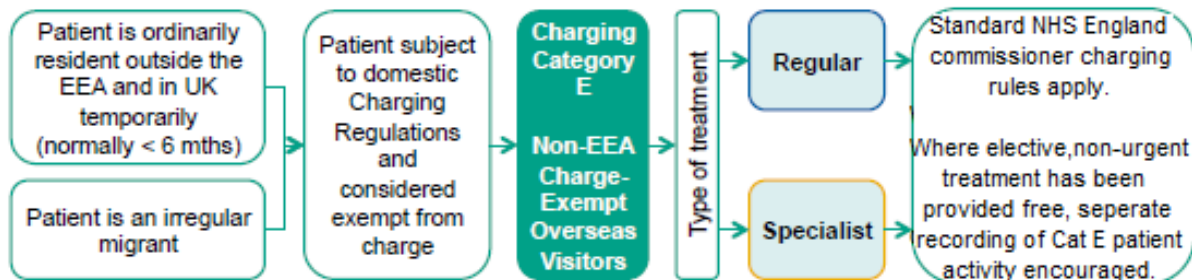 Patient is ordinarily
resident outside the
EEA and in UK
temporarily
(normally < 6 mths)
Patient is an irregular
migrant
Patient subject
to domestic
Charging
Regulations
and
considered
exempt from
charge
Charging
Category
E
Non-EEA
Charge-
Exempt
Overseas
Visitors
Type of treatment
Regular
Specialist
Standard NHS England
commissioner charging
rules apply.
Where elective,non-urgent
treatment has been
provided free, seperate
recording of Cat E patient
activity encouraged.